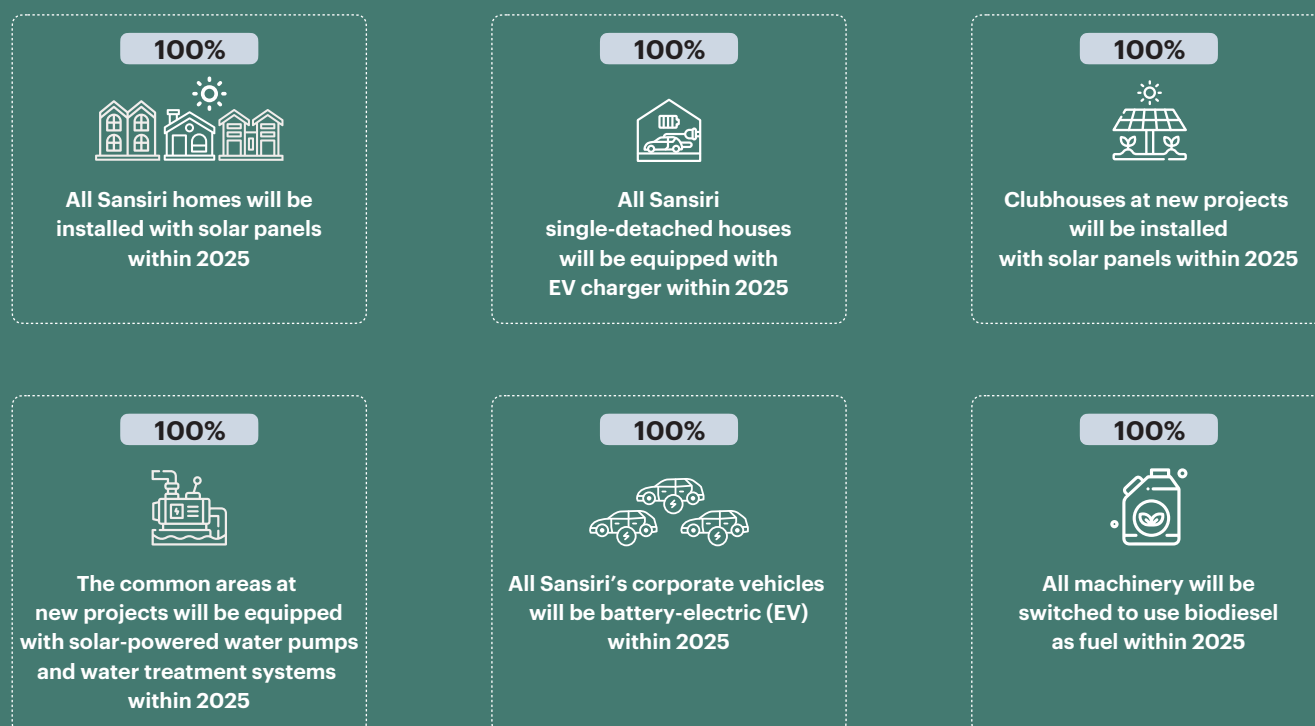 100%
All Sansiri homes will be
installed with solar panels
within 2025
100%
All Sansiri
single-detached houses
will be equipped with
EV charger within 2025
100%
Clubhouses at new projects
will be installed
with solar panels within 2025
100%
The common areas at
new projects will be equipped
with solar-powered water pumps
and water treatment systems
within 2025
100%
All Sansiri’s corporate vehicles
will be battery-electric (EV)
within 2025
100%
All machinery will be
switched to use biodiesel
as fuel within 2025